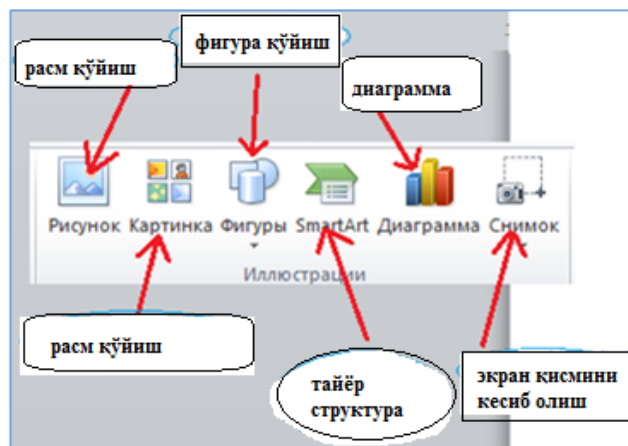 фигура қўйиш
расм қўйиш
диаграмма
Рисунок Картинка Фигуры SmartArt Диаграмма Снимок
Иллюстрации
расм қўйиш
тайёр
структура
экран қисмини
кесиб олиш